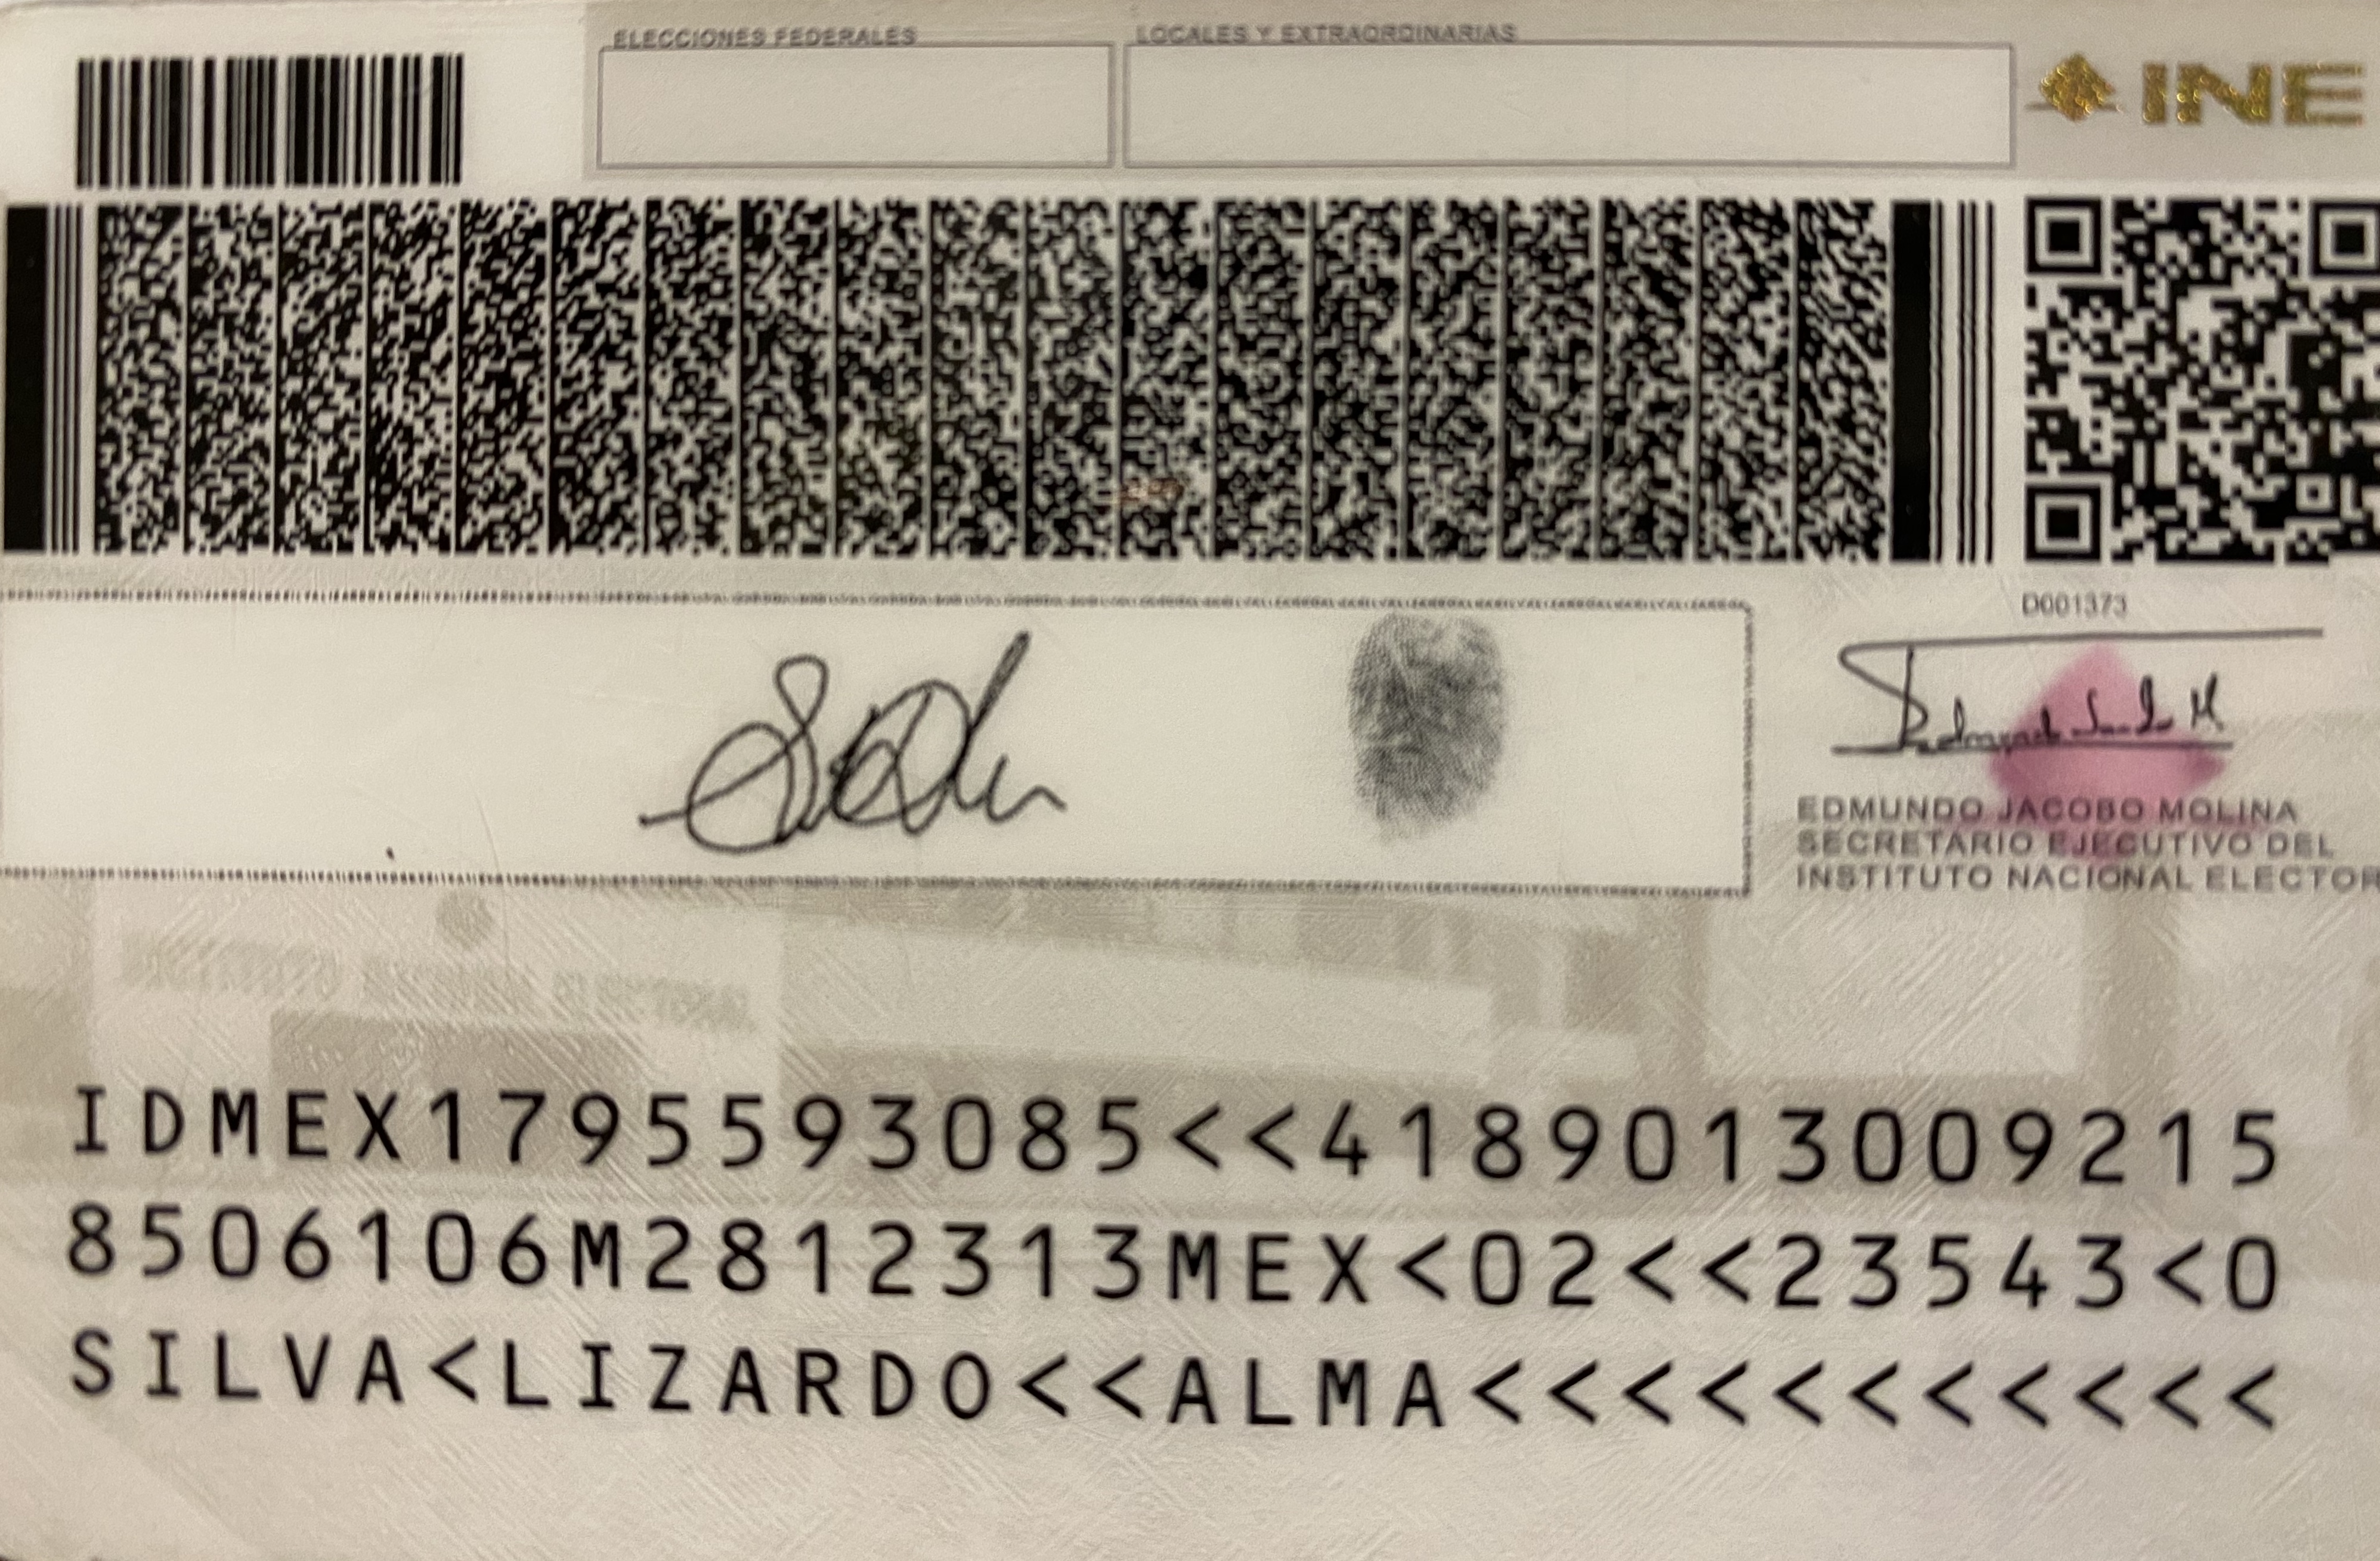 ELECCIONES FEDERALES
LOCALES Y EXTRAORDINARIAS
INE
D001373
EDMUNDO JACOBO MOLINA
SECRETARIO EJECUTIVO DEL
INSTITUTO NACIONAL ELECTOR
IDMEX1795593085<<4189013009215
8506106M2812313MEX<02<<23543<0
SILVA<LIZARDO<<ALMA<<<<<<<<<<<